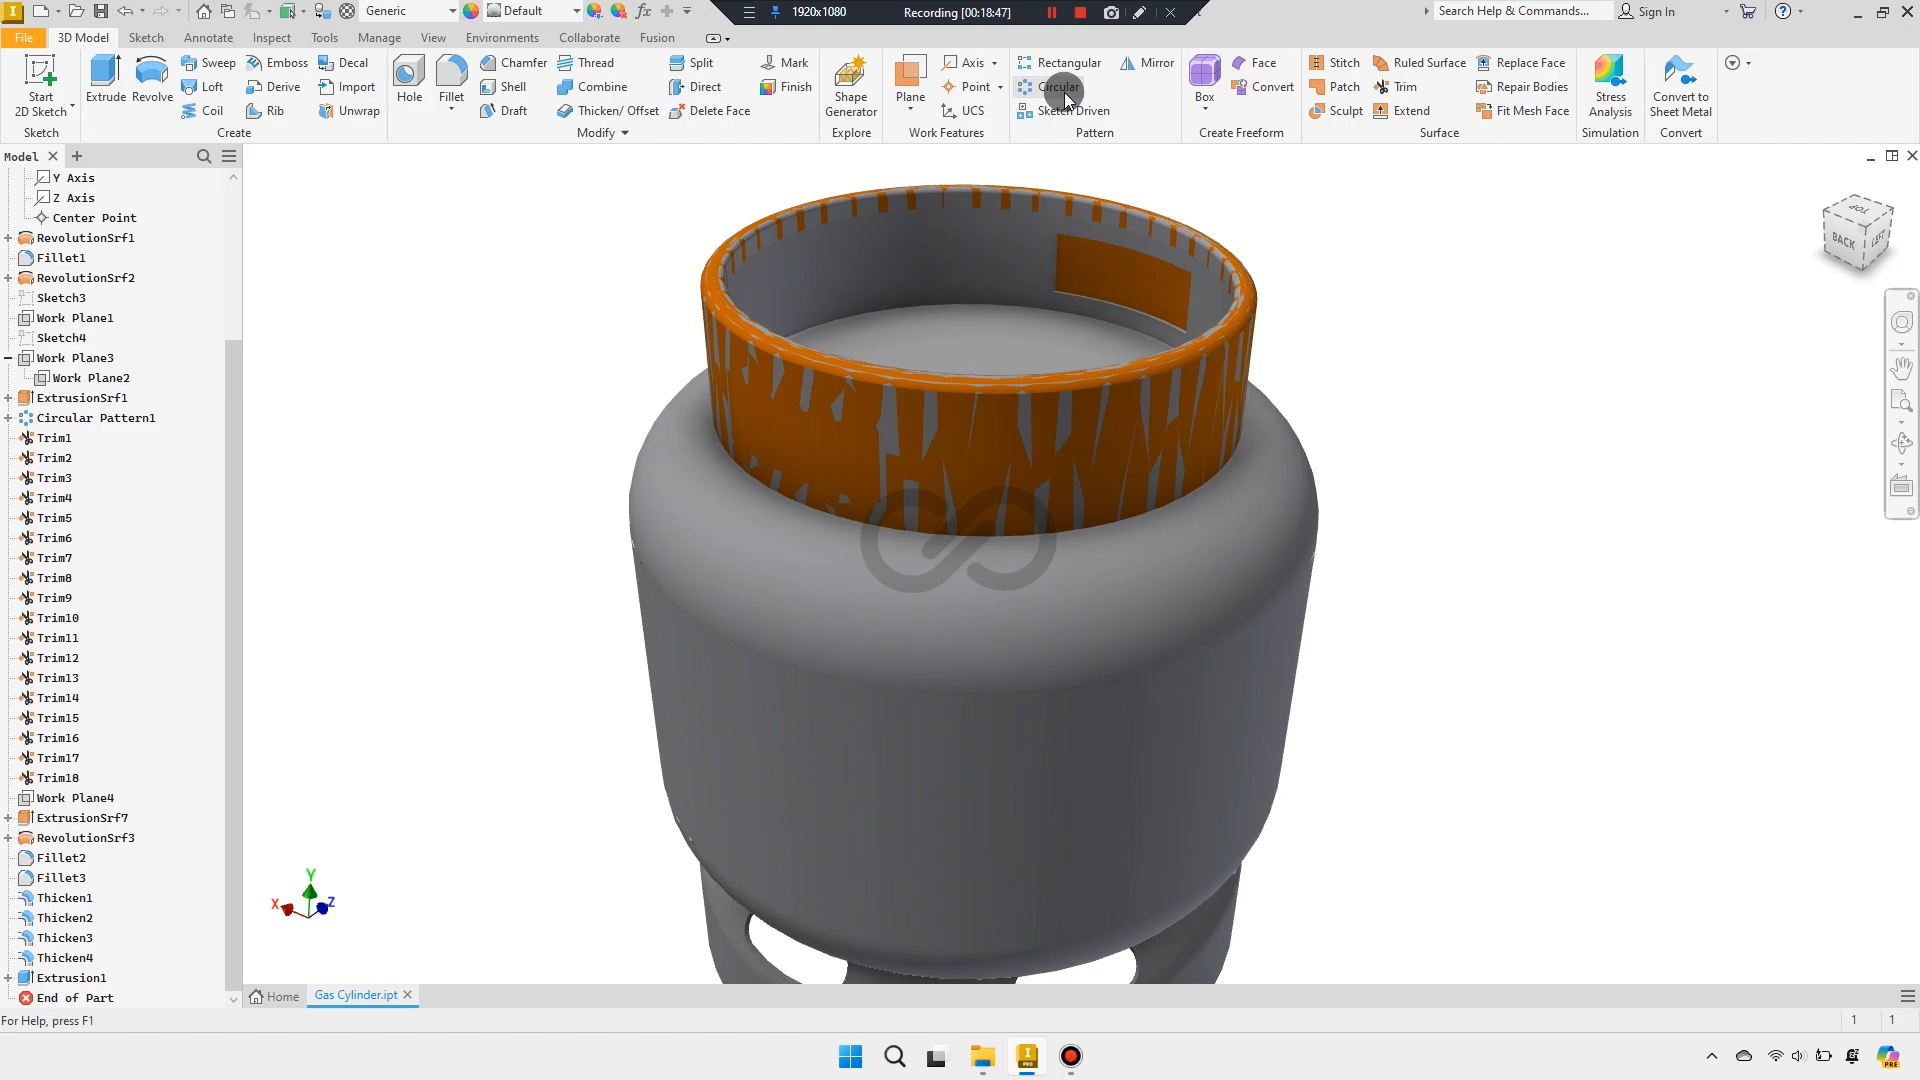 Generic
Default
1920x1080
Recording [00:18:47]
Search Help & Commands...
Sign In
File
3D Model
Sketch
Annotate
Inspect
Tools
Manage
View
Environments
Collaborate
Fusion
Start
2D Sketch
Sketch
Extrude
Revolve
Sweep
Loft
Coil
Emboss
Derive
Rib
Decal
Import
Unwrap
Create
Hole
Fillet
Chamfer
Shell
Draft
Thread
Combine
Thicken/ Offset
Split
Direct
Delete Face
Mark
Finish
Modify
Shape
Generator
Explore
Plane
Axis
Point
UCS
Work Features
Rectangular
Circular
Sketch Driven
Mirror
Pattern
Box
Face
Convert
Create Freeform
Stitch
Patch
Sculpt
Ruled Surface
Trim
Extend
Replace Face
Repair Bodies
Fit Mesh Face
Surface
Stress
Analysis
Simulation
Convert to
Sheet Metal
Convert
Model
Y Axis
Z Axis
Center Point
RevolutionSrf1
Fillet1
RevolutionSrf2
Sketch3
Work Plane1
Sketch4
Work Plane3
Work Plane2
ExtrusionSrf1
Circular Pattern1
Trim1
Trim2
Trim3
Trim4
Trim5
Trim6
Trim7
Trim8
Trim9
Trim10
Trim11
Trim12
Trim13
Trim14
Trim15
Trim16
Trim17
Trim18
Work Plane4
ExtrusionSrf7
RevolutionSrf3
Fillet2
Fillet3
Thicken1
Thicken2
Thicken3
Thicken4
Extrusion1
End of Part
TOP
BACK
LEFT
Y
X
Z
Home
Gas Cylinder.ipt
For Help, press F1
1
1